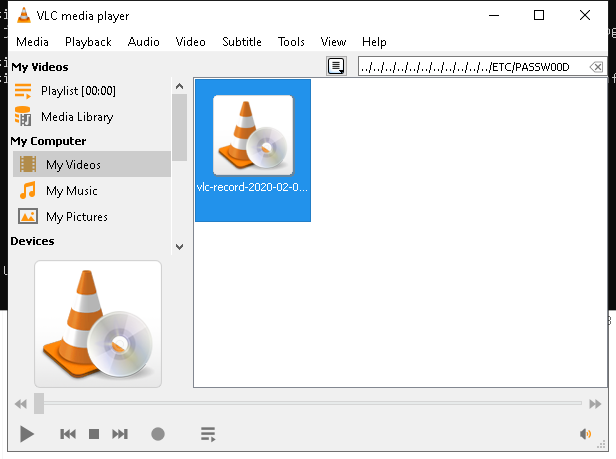 VLC media player
Media Playback Audio Video Subtitle Tools View Help
My Videos
../../../../../../../../../../../ETC/PASSW00D
Playlist [00:00]
Media Library
My Computer
My Videos
My Music
My Pictures
Devices
vlc-record-2020-02-0...